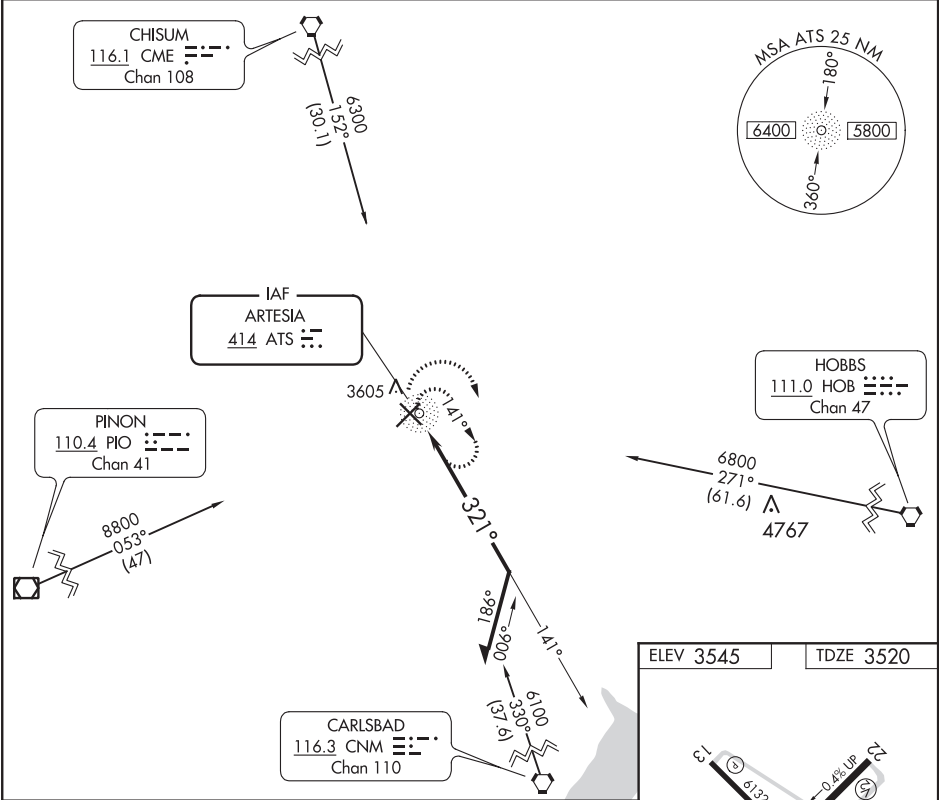 CHISUM
116.1 CME
Chan 108
6300
152°
(30.1)
MSA ATS 25 NM
180°
6400
5800
360°
IAF
ARTESIA
414 ATS
3605
141°
HOBBS
111.0 HOB
Chan 47
PINON
110.4 PIO
Chan 41
8800
053°
(47)
6800
271°
(61.6)
4767
321°
186°
006°
141°
6100
330°
(37.6)
CARLSBAD
116.3 CNM
Chan 110
ELEV 3545
TDZE 3520
13
P
6132
0.4% UP
22
V2